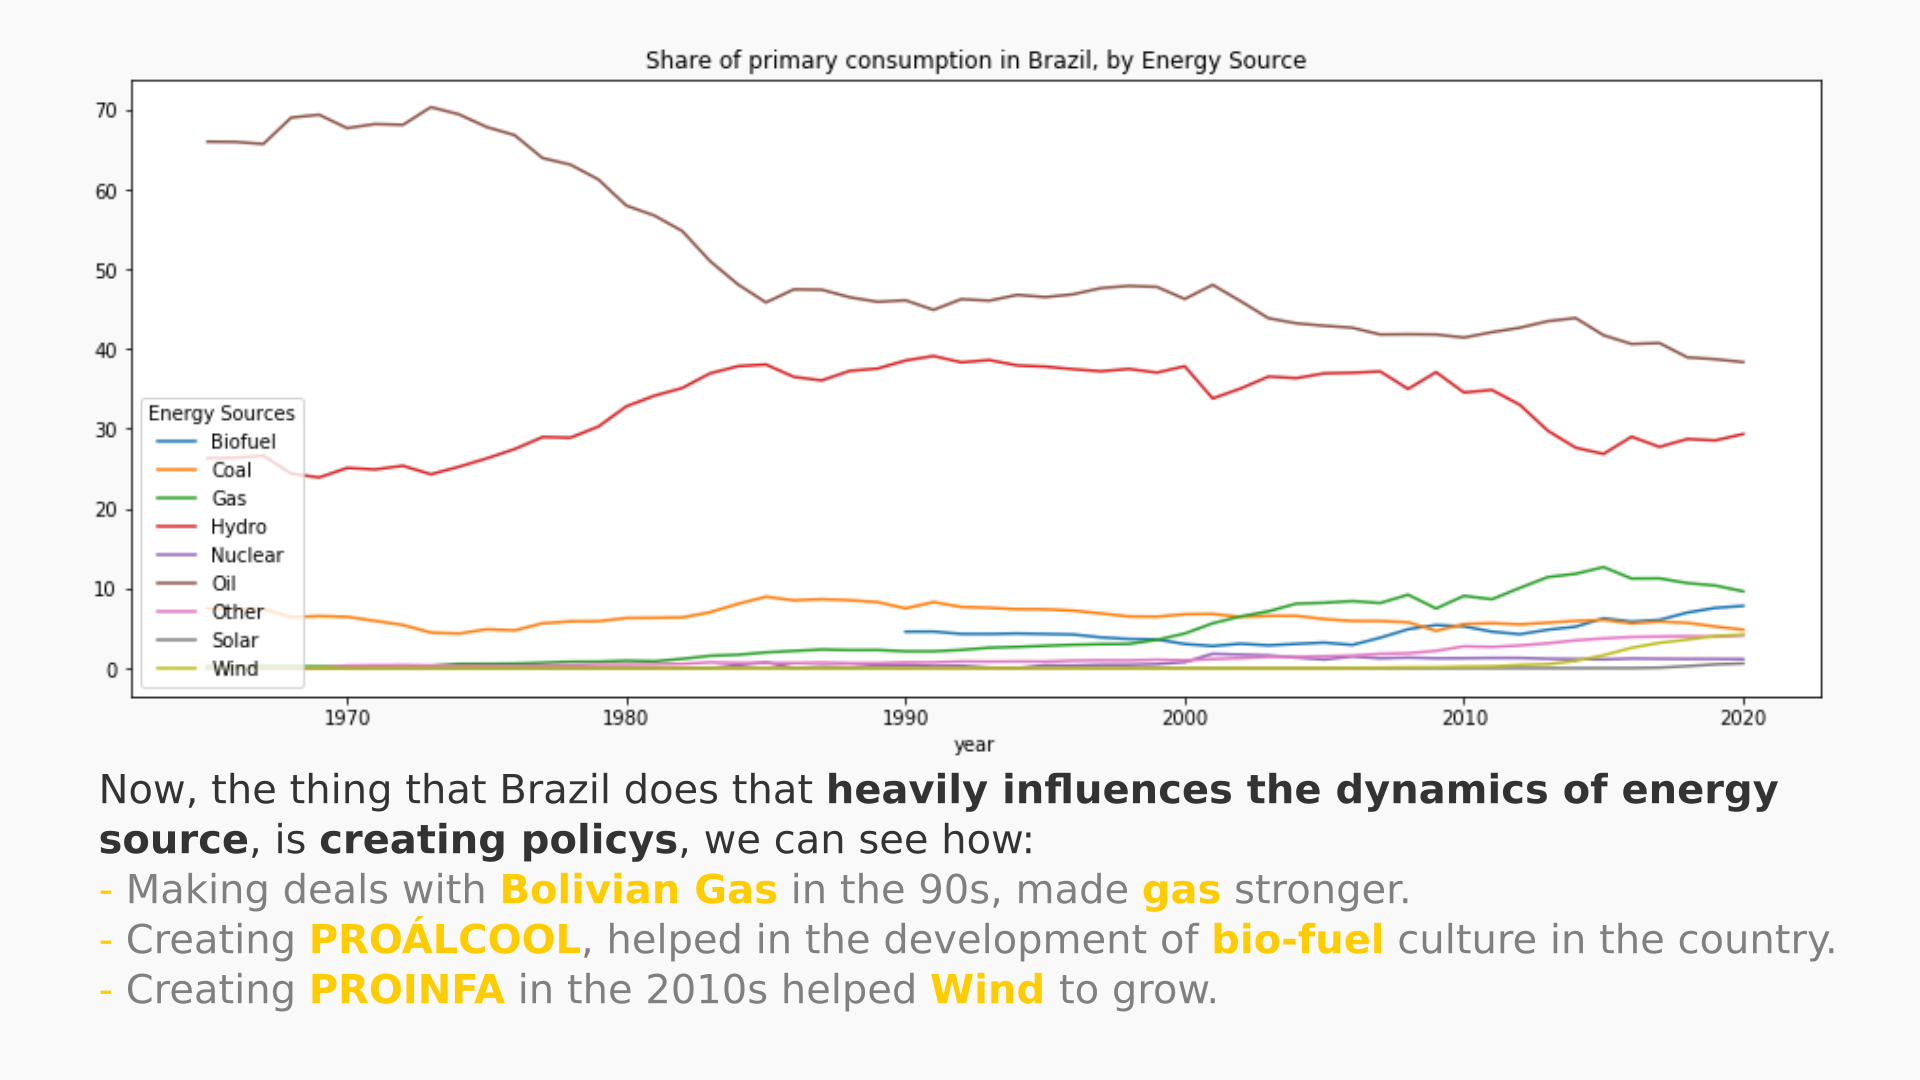 Share of primary consumption in Brazil, by Energy Source
70
60
50
40
30
20
10
0
Energy Sources
Biofuel
Coal
Gas
Hydro
Nuclear
Oil
Other
Solar
Wind
1970 1980 1990 2000 2010 2020
year
Now, the thing that Brazil does that heavily influences the dynamics of energy
source, is creating policys, we can see how:
- Making deals with Bolivian Gas in the 90s, made gas stronger.
- Creating PROÁLCOOL, helped in the development of bio-fuel culture in the country.
- Creating PROINFA in the 2010s helped Wind to grow.